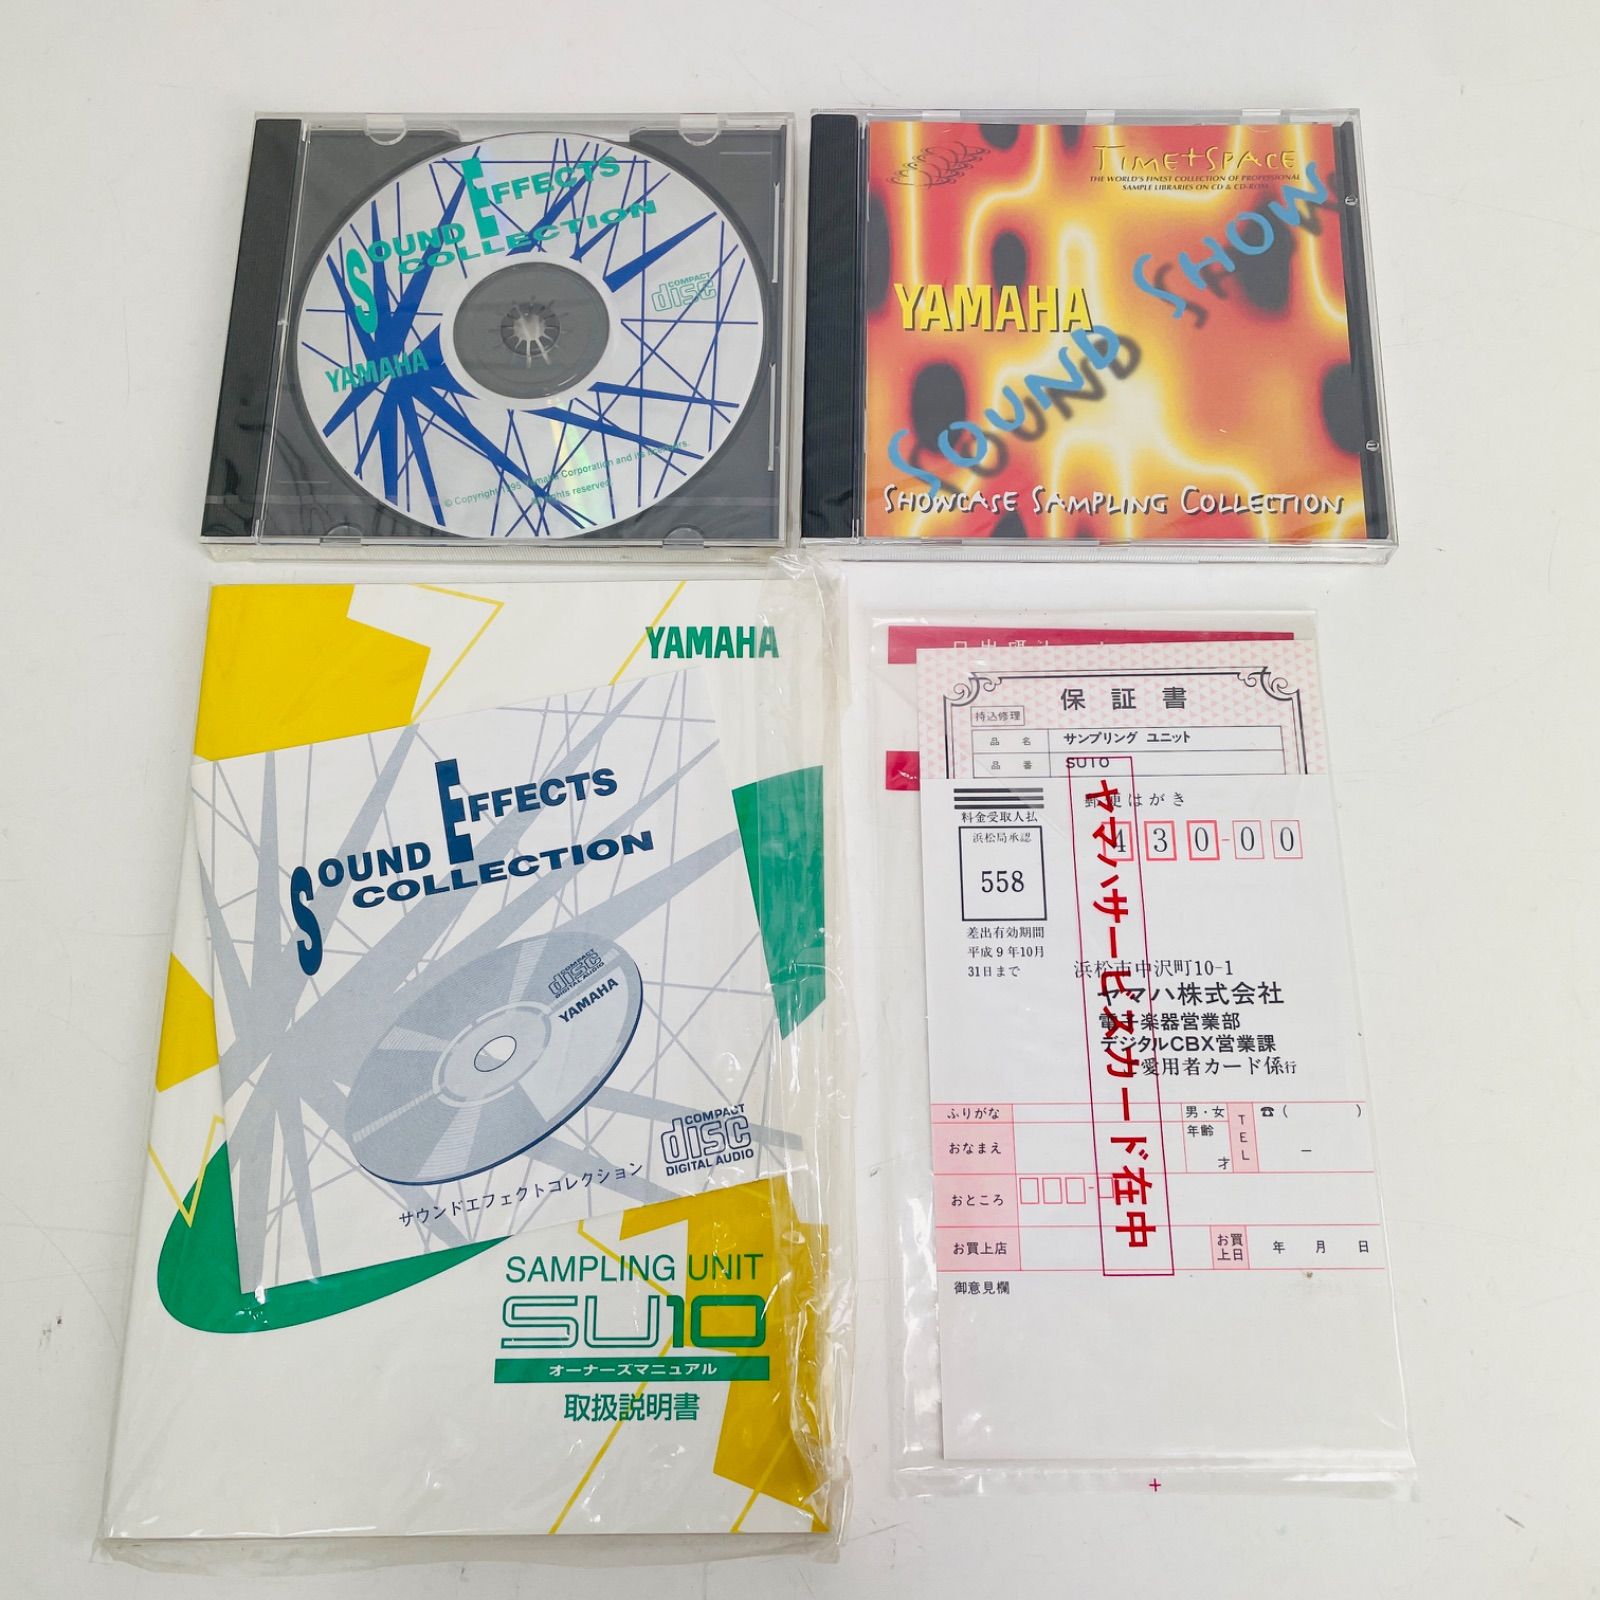 SOUND EFFECTS
COLLECTION
COMPACT
disc
YAMAHA
© Copyright 1995 Yamaha Corporation and its licensors.
All rights reserved.
TIME+SPACE
THE WORLD'S FINEST COLLECTION OF PROFESSIONAL
SAMPLE LIBRARIES ON CD & CD-ROM
YAMAHA
SOUND SHOW
SHOWCASE SAMPLING COLLECTION
YAMAHA
SOUND EFFECTS
COLLECTION
COMPACT
disc
DIGITAL AUDIO
YAMAHA
COMPACT
disc
DIGITAL AUDIO
サウンドエフェクトコレクション
SAMPLING UNIT
SU10
オーナーズマニュアル
取扱説明書
保証書
持込修理
品名 サンプリング ユニット
品番 SU10
ヤマハサービスカード在中
郵便はがき
料金受取人払
浜松局承認
558
430-00
差出有効期間
平成9年10月
31日まで
浜松市中沢町10-1
ヤマハ株式会社
電子楽器営業部
デジタルCBX営業課
愛用者カード係行
ふりがな
男・女
TEL
☎( )
おなまえ
年齢
才
おところ
お買上店
お買上日
年 月 日
御意見欄